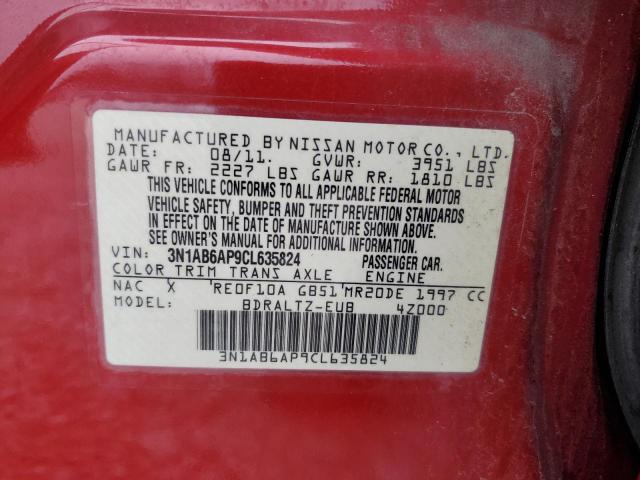 MANUFACTURED BY NISSAN MOTOR CO., LTD.
DATE: 08/11. GVWR: 3951 LBS
GAWR FR: 2227 LBS GAWR RR: 1810 LBS
THIS VEHICLE CONFORMS TO ALL APPLICABLE FEDERAL MOTOR
VEHICLE SAFETY, BUMPER AND THEFT PREVENTION STANDARDS
IN EFFECT ON THE DATE OF MANUFACTURE SHOWN ABOVE.
SEE OWNER'S MANUAL FOR ADDITIONAL INFORMATION.
VIN: 3N1AB6AP9CL635824 PASSENGER CAR.
COLOR TRIM TRANS AXLE ENGINE
NAC X RE0F10A GB51 MR20DE 1997 CC
MODEL: BDRALTZ-EUB 4Z000
3N1AB6AP9CL635824